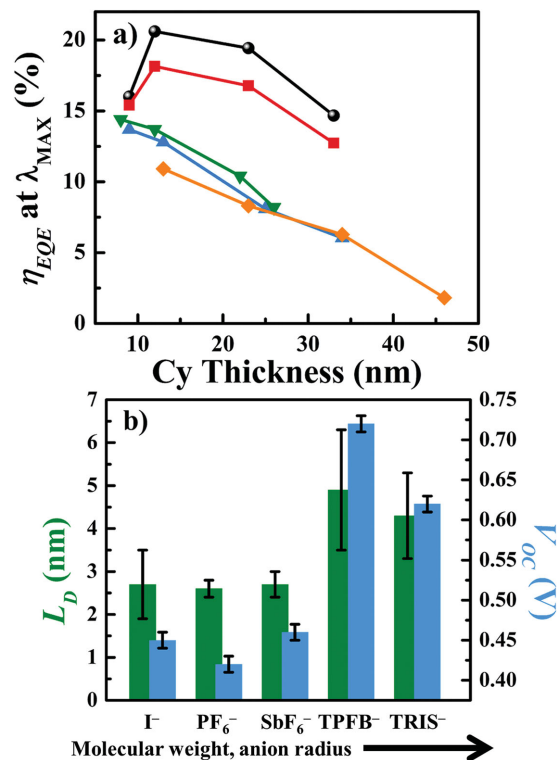 a)
20
15
10
5
0
η_EQE at λ_MAX (%)
10 20 30 40 50
Cy Thickness (nm)
b)
7
6
5
4
3
2
1
0
L_D (nm)
0.75
0.70
0.65
0.60
0.55
0.50
0.45
0.40
V_OC (V)
I⁻ PF₆⁻ SbF₆⁻ TPFB⁻ TRIS⁻
Molecular weight, anion radius